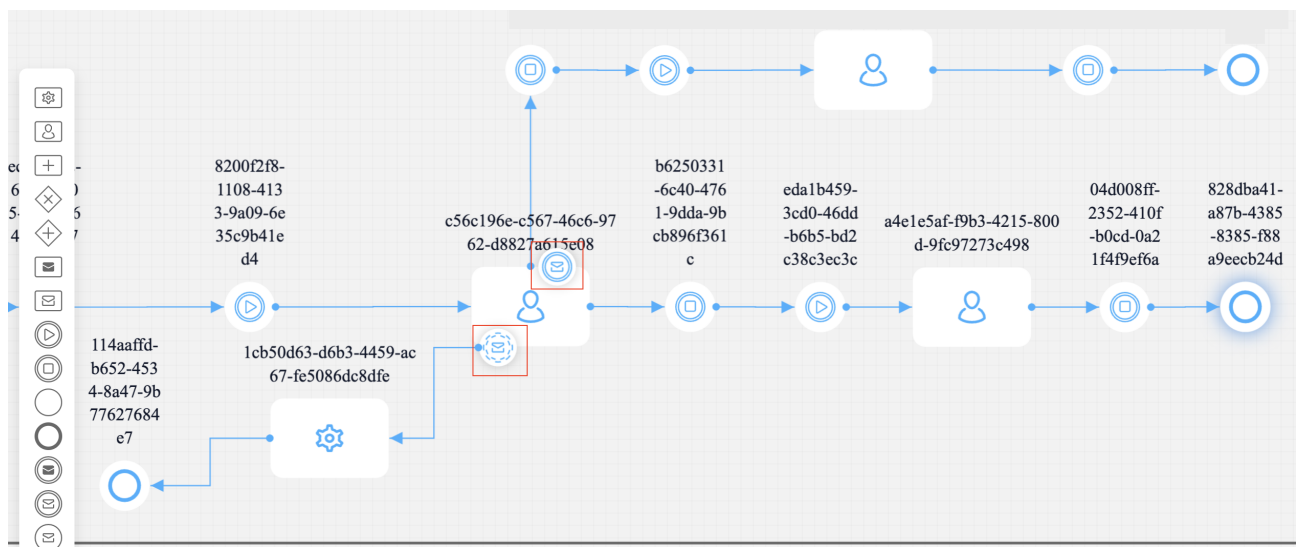 8200f2f8-
1108-413
3-9a09-6e
35c9b41e
d4
c56c196e-c567-46c6-97
62-d8827a615e08
b6250331
-6c40-476
1-9dda-9b
cb896f361
c
eda1b459-
3cd0-46dd
-b6b5-bd2
c38c3ec3c
a4e1e5af-f9b3-4215-800
d-9fc97273c498
04d008ff-
2352-410f
-b0cd-0a2
1f4f9ef6a
828dba41-
a87b-4385
-8385-f88
a9eecb24d
114aaffd-
b652-453
4-8a47-9b
77627684
e7
1cb50d63-d6b3-4459-ac
67-fe5086dc8dfe